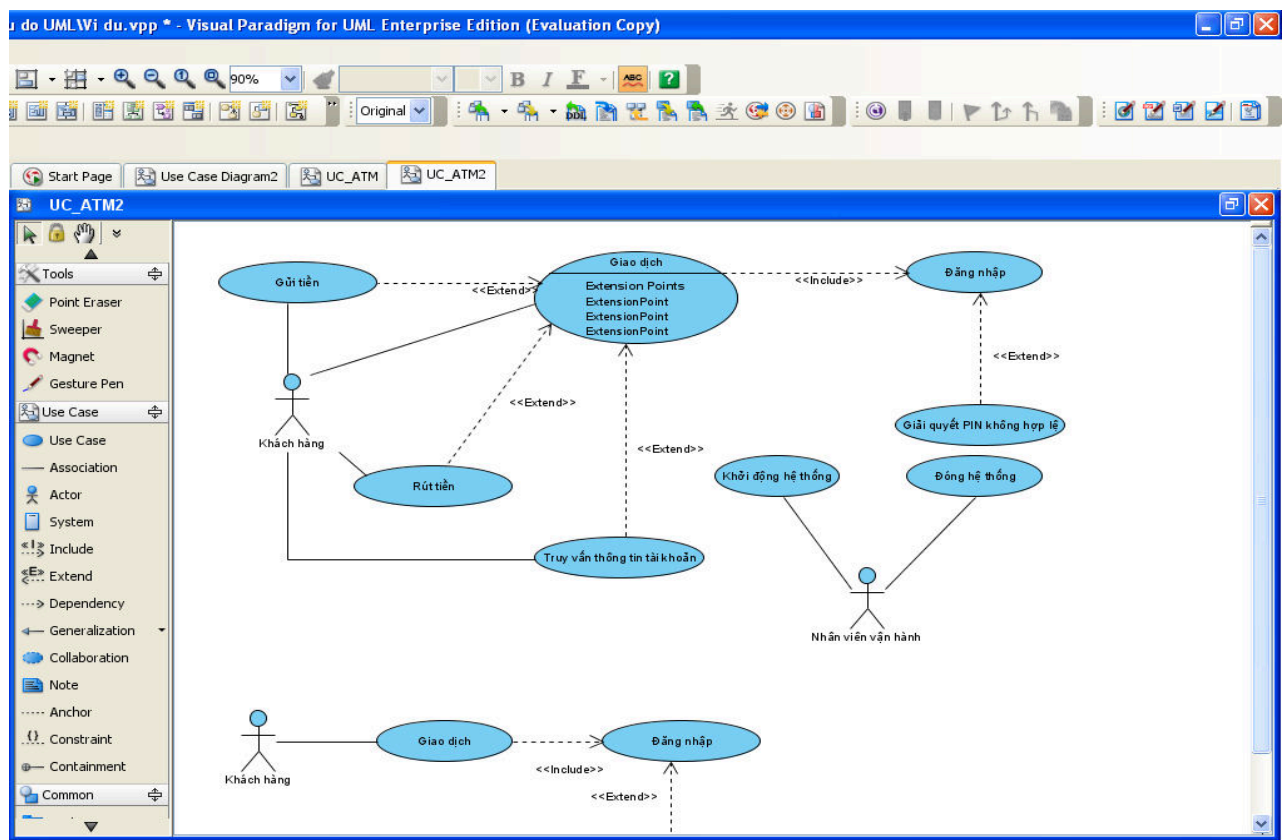 u do UML\Vi du.vpp * - Visual Paradigm for UML Enterprise Edition (Evaluation Copy)
90%
B I F ABC ?
Original
Start Page
Use Case Diagram2
UC_ATM
UC_ATM2
UC_ATM2
Tools
Point Eraser
Sweeper
Magnet
Gesture Pen
Use Case
Use Case
Association
Actor
System
Include
Extend
Dependency
Generalization
Collaboration
Note
Anchor
Constraint
Containment
Common
Gửi tiền
<<Extend>>
Giao dịch
Extension Points
ExtensionPoint
ExtensionPoint
ExtensionPoint
<<Include>>
Đăng nhập
<<Extend>>
Khách hàng
<<Extend>>
Giải quyết PIN không hợp lệ
<<Extend>>
Rút tiền
Khởi động hệ thống
Đóng hệ thống
Truy vấn thông tin tài khoản
Nhân viên vận hành
Khách hàng
Giao dịch
<<Include>>
Đăng nhập
<<Extend>>